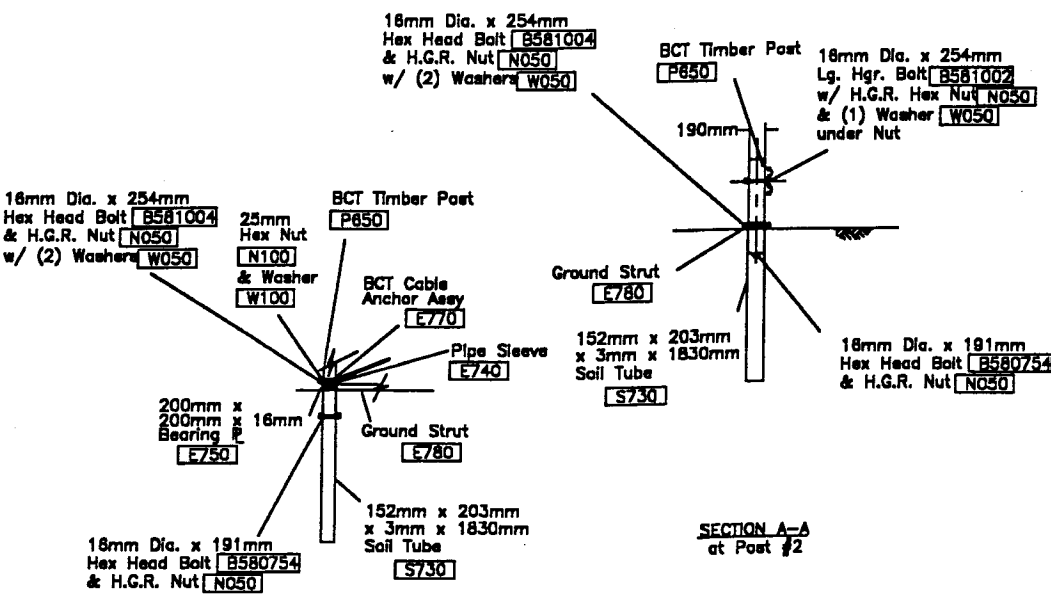 16mm Dia. x 254mm
Hex Head Bolt B581004
& H.G.R. Nut N050
w/ (2) Washers W050
BCT Timber Post
P650
16mm Dia. x 254mm
Lg. Hgr. Bolt B581002
w/ H.G.R. Hex Nut N050
& (1) Washer W050
under Nut
190mm
16mm Dia. x 254mm
Hex Head Bolt B581004
& H.G.R. Nut N050
w/ (2) Washers W050
25mm
Hex Nut
N100
& Washer
W100
BCT Timber Post
P650
BCT Cable
Anchor Assy
E770
Pipe Sleeve
E740
Ground Strut
E780
152mm x 203mm
x 3mm x 1830mm
Soil Tube
S730
16mm Dia. x 191mm
Hex Head Bolt B580754
& H.G.R. Nut N050
200mm x
200mm x 16mm
Bearing PL
E750
Ground Strut
E780
152mm x 203mm
x 3mm x 1830mm
Soil Tube
S730
16mm Dia. x 191mm
Hex Head Bolt B580754
& H.G.R. Nut N050
SECTION A-A
at Post #2